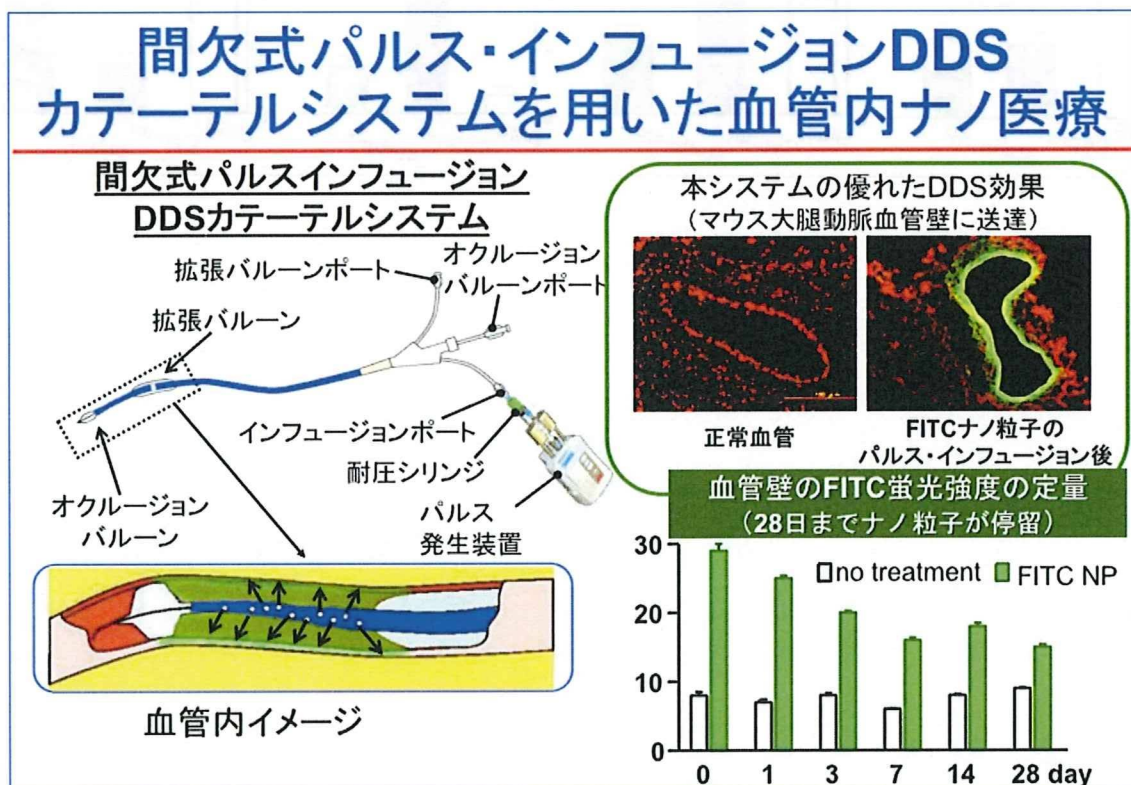 間欠式パルス・インフュージョンDDS
カテーテルシステムを用いた血管内ナノ医療
間欠式パルスインフュージョン
DDSカテーテルシステム
拡張バルーンポート
オクルージョン
バルーンポート
拡張バルーン
インフュージョンポート
耐圧シリンジ
オクルージョン
バルーン
パルス
発生装置
血管内イメージ
本システムの優れたDDS効果
（マウス大腿動脈血管壁に送達）
正常血管
FITCナノ粒子の
パルス・インフュージョン後
血管壁のFITC蛍光強度の定量
（28日までナノ粒子が停留）
no treatment FITC NP
30
20
10
0
0 1 3 7 14 28 day